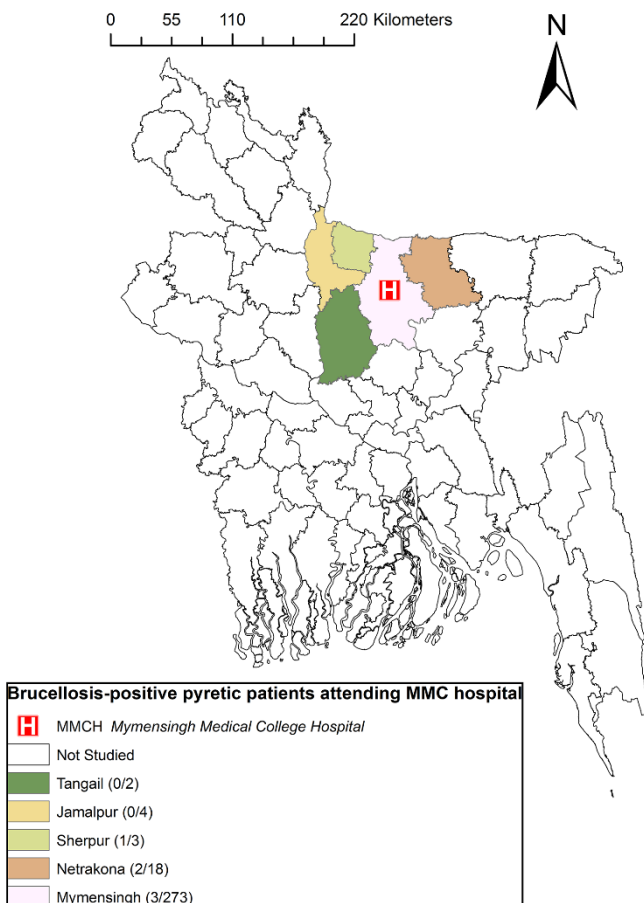 0 55 110 220 Kilometers
N
H
Brucellosis-positive pyretic patients attending MMC hospital
H MMCH Mymensingh Medical College Hospital
Not Studied
Tangail (0/2)
Jamalpur (0/4)
Sherpur (1/3)
Netrakona (2/18)
Mymensingh (3/273)